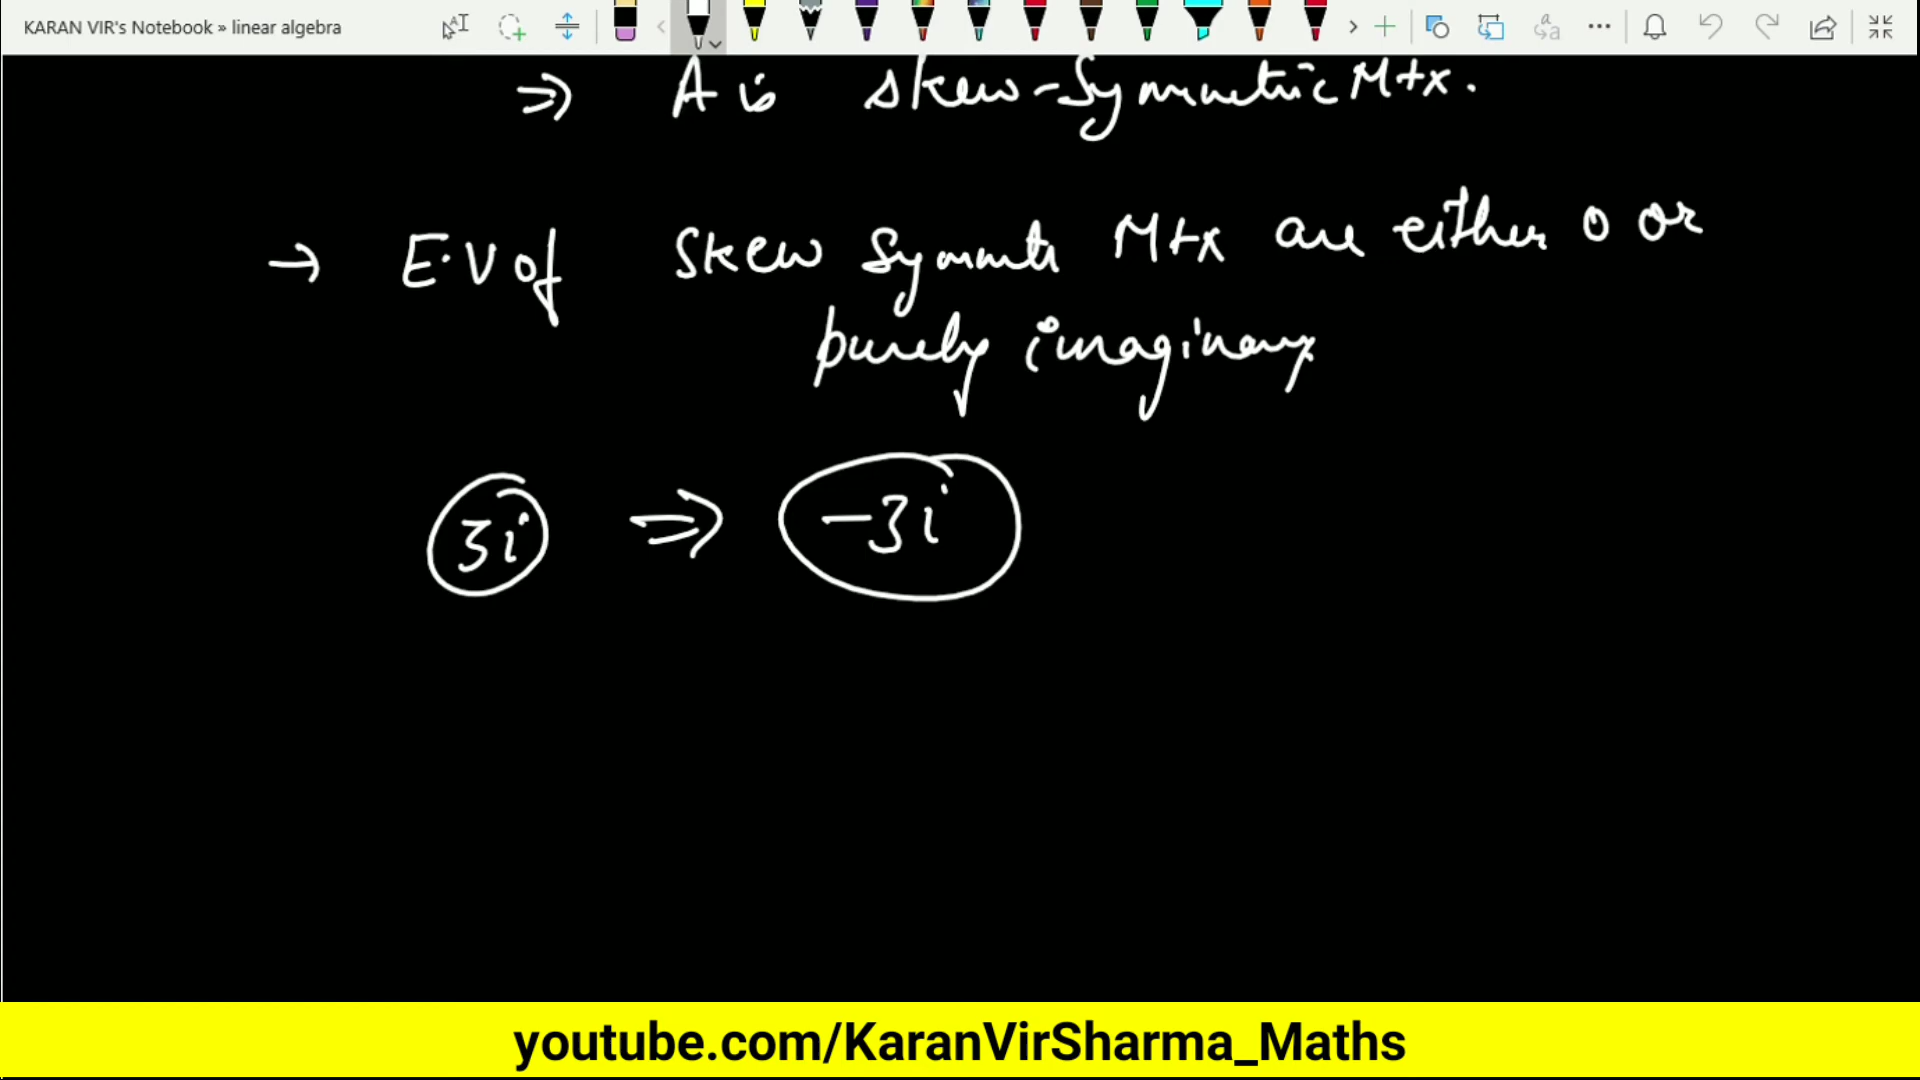 KARAN VIR's Notebook » linear algebra
⇒ A is skew-Symmetric Mtx.
→ E.V of Skew Symmetr Mtx are either 0 or
purely imaginary
3i ⇒ -3i
youtube.com/KaranVirSharma_Maths